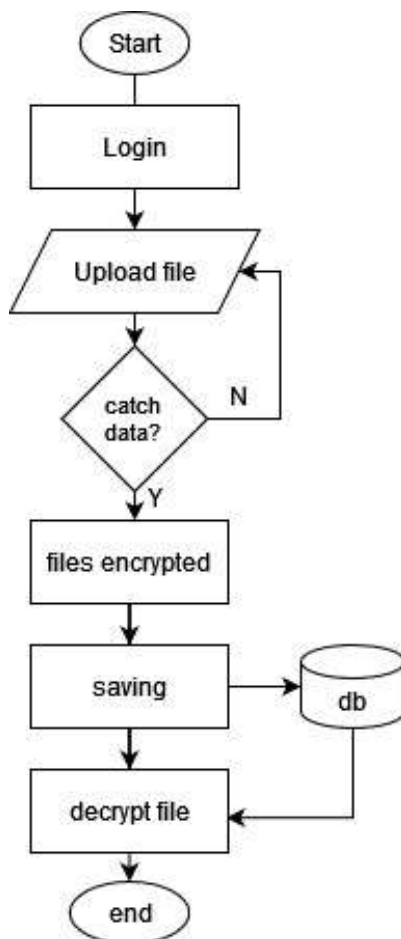 Start
Login
Upload file
catch
data?
N
Y
files encrypted
saving
db
decrypt file
end